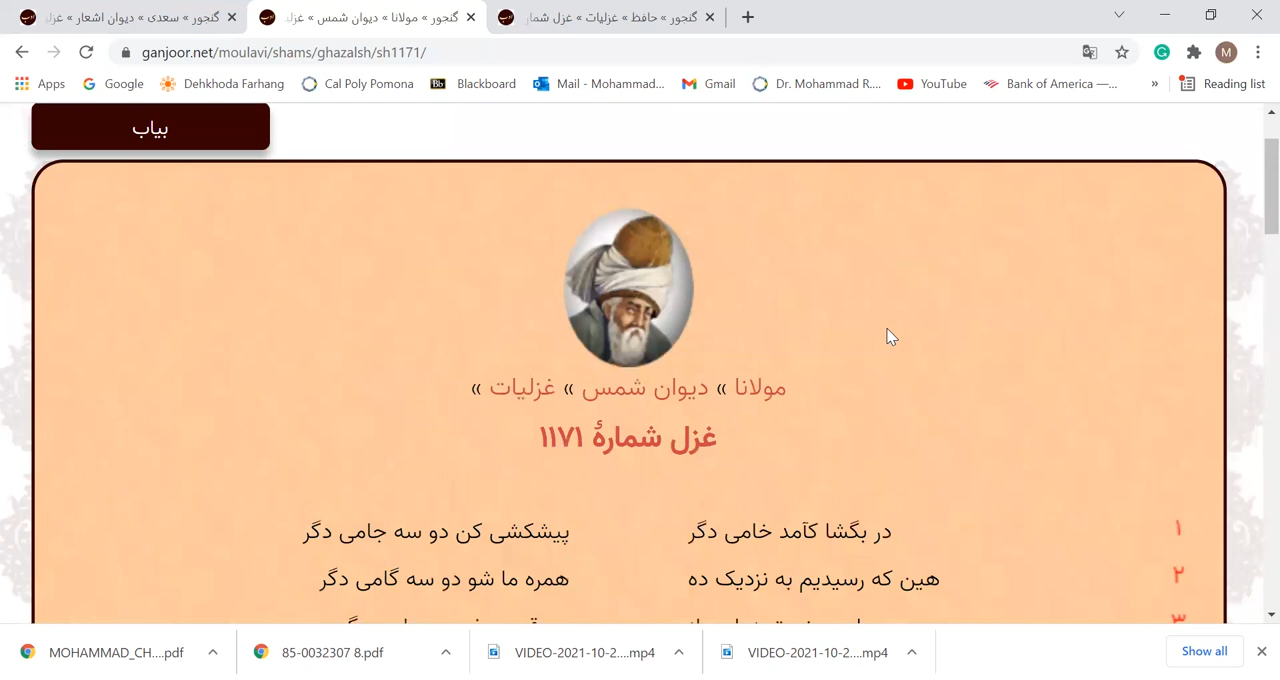 گنجور » سعدی » دیوان اشعار » غزل
گنجور » مولانا » دیوان شمس » غزلی
گنجور » حافظ » غزلیات » غزل شمار
ganjoor.net/moulavi/shams/ghazalsh/sh1171/
M
Apps Google Dehkhoda Farhang Cal Poly Pomona Bb Blackboard Mail - Mohammad... Gmail Dr. Mohammad R.... YouTube Bank of America —... » Reading list
بیاب
مولانا » دیوان شمس » غزلیات »
غزل شمارهٔ ۱۱۷۱
۱ در بگشا کآمد خامی دگر پیشکشی کن دو سه جامی دگر
۲ هین که رسیدیم به نزدیک ده همره ما شو دو سه گامی دگر
۳
MOHAMMAD_CH....pdf 85-0032307 8.pdf VIDEO-2021-10-2....mp4 VIDEO-2021-10-2....mp4 Show all